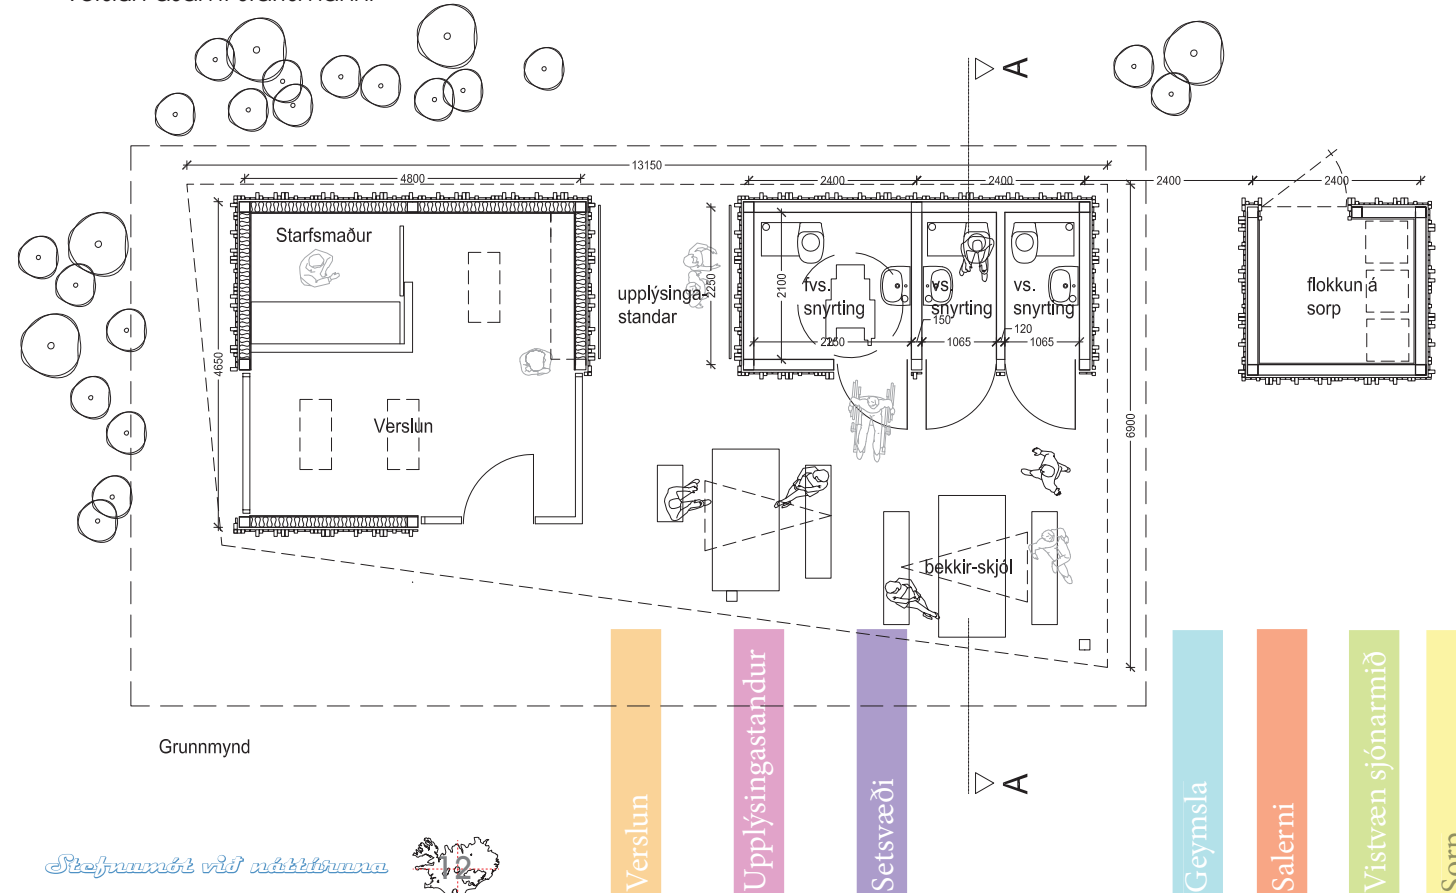 A
13150
4800
2400
2400
2400
2400
Starfsmaður
upplýsinga-
standar
2250
2100
fvs.
snyrting
vs.
snyrting
vs.
snyrting
flokkun á
sorp
150
120
2250
1065
1065
4650
Verslun
6900
bekkir-skjól
Grunnmynd
A
Verslun
Upplýsingastandur
Setsvæði
Geymsla
Salerni
Vistvæn sjónarmið
Sorp
Stefnumót við náttúruna
12